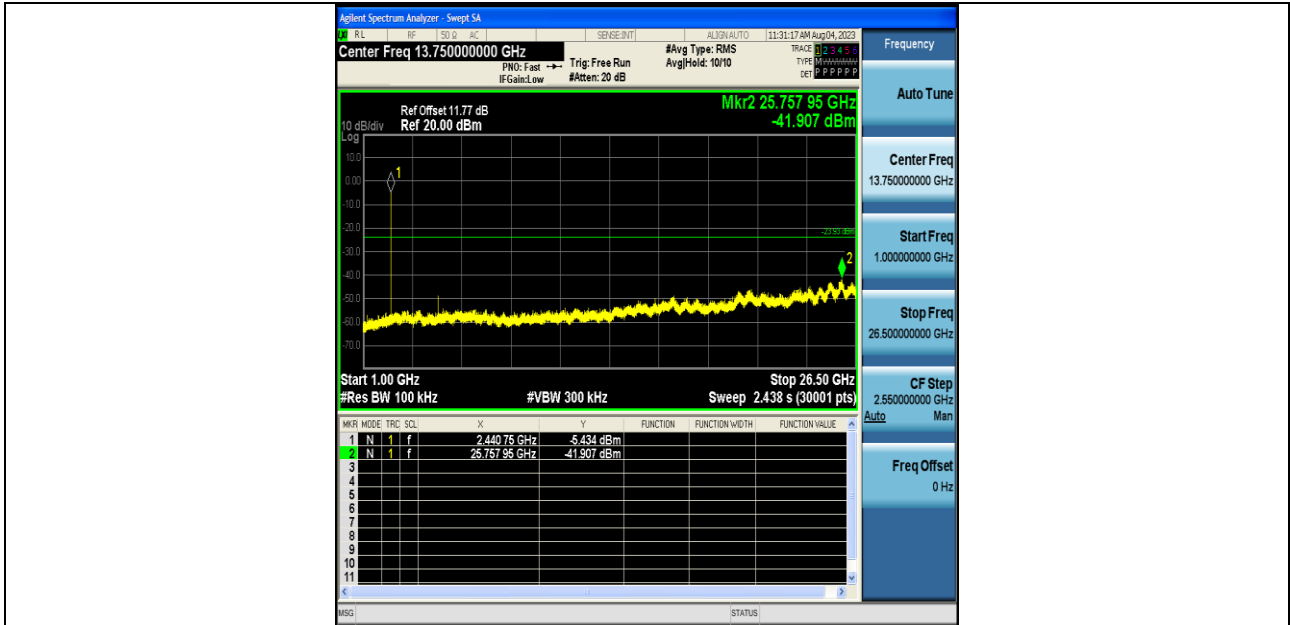 Agilent Spectrum Analyzer - Swept SA
RL RF 50 Ω AC SENSE:INT ALIGN AUTO 11:31:17 AM Aug 04, 2023
Center Freq 13.750000000 GHz
PNO: Fast
IFGain:Low
Trig: Free Run
#Atten: 20 dB
#Avg Type: RMS
Avg|Hold: 10/10
TRACE 1 2 3 4 5 6
TYPE M
DET P P P P P P
Frequency
Auto Tune
Center Freq
13.750000000 GHz
Start Freq
1.000000000 GHz
Stop Freq
26.500000000 GHz
CF Step
2.550000000 GHz
Auto Man
Freq Offset
0 Hz
Mkr2 25.757 95 GHz
-41.907 dBm
Ref Offset 11.77 dB
10 dB/div Ref 20.00 dBm
Log
10.0
0.00
-10.0
-20.0
-30.0
-40.0
-50.0
-60.0
-70.0
1
-23.93 dBm
2
Start 1.00 GHz Stop 26.50 GHz
#Res BW 100 kHz #VBW 300 kHz Sweep 2.438 s (30001 pts)
MKR MODE TRC SCL X Y FUNCTION FUNCTION WIDTH FUNCTION VALUE
1 N 1 f 2.440 75 GHz -5.434 dBm
2 N 1 f 25.757 95 GHz -41.907 dBm
3
4
5
6
7
8
9
10
11
MSG STATUS